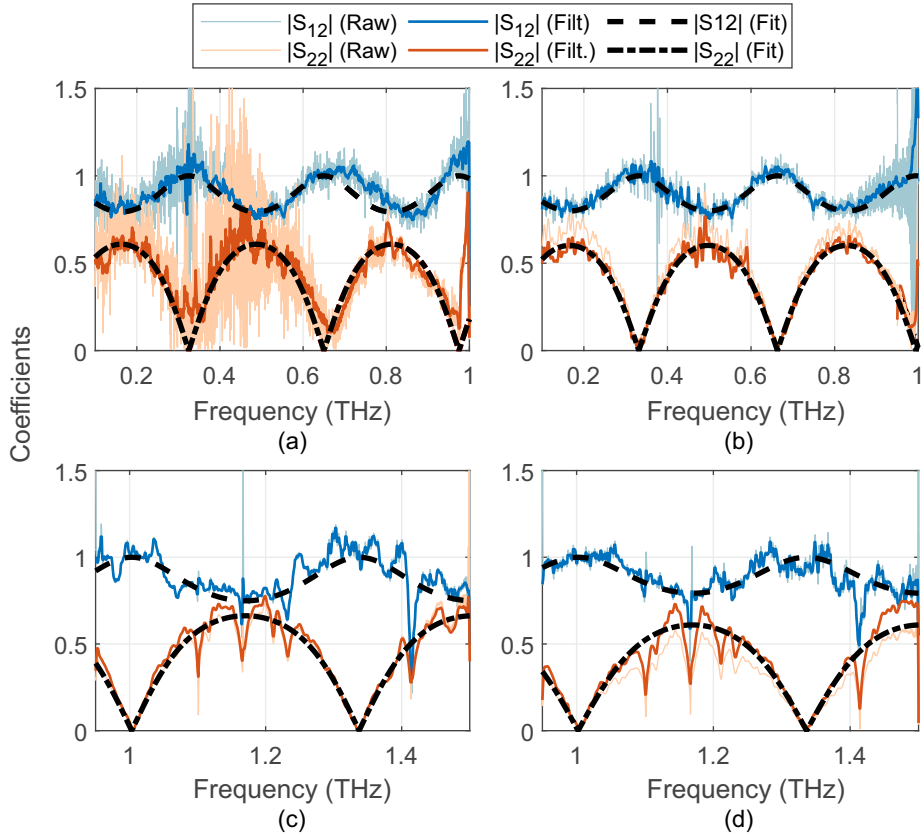 |S12| (Raw) |S12| (Filt) |S12| (Fit)
|S22| (Raw) |S22| (Filt.) |S22| (Fit)
1.5
1
0.5
0
0.2 0.4 0.6 0.8 1
Frequency (THz)
(a)
1.5
1
0.5
0
0.2 0.4 0.6 0.8 1
Frequency (THz)
(b)
Coefficients
1.5
1
0.5
0
1 1.2 1.4
Frequency (THz)
(c)
1.5
1
0.5
0
1 1.2 1.4
Frequency (THz)
(d)